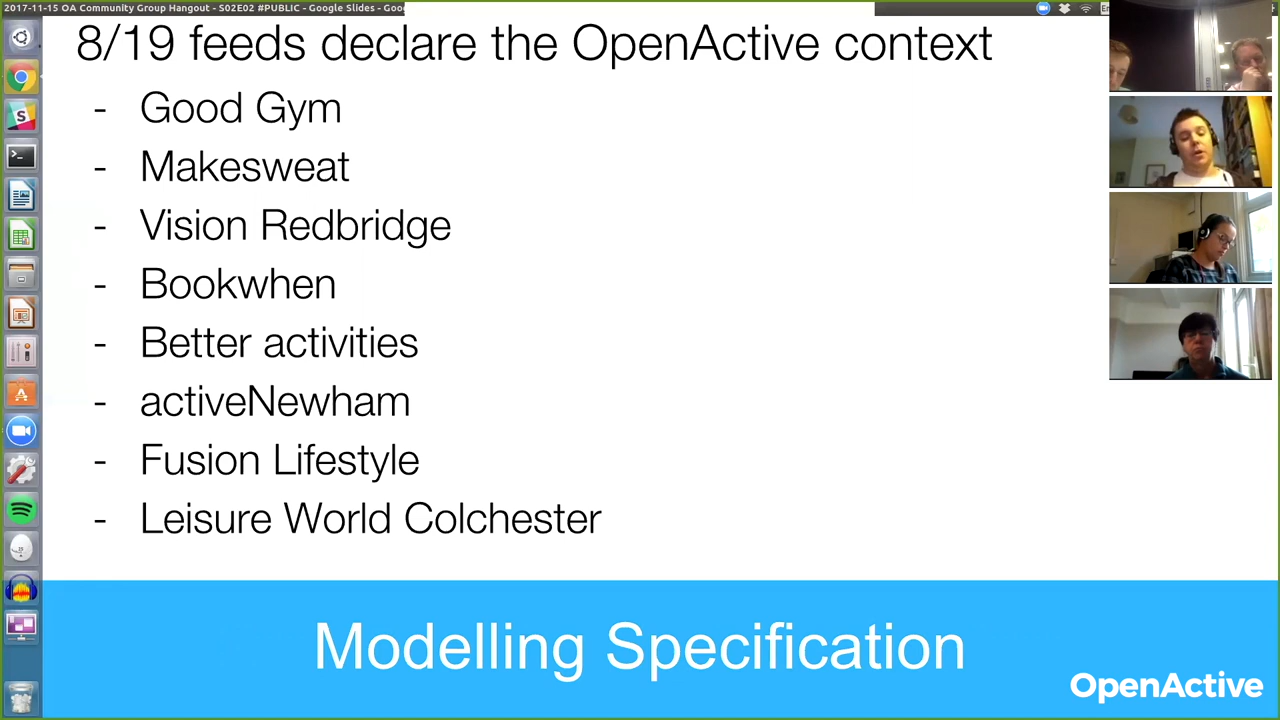 2017-11-15 OA Community Group Hangout - S02E02 #PUBLIC - Google Slides - Goo
8/19 feeds declare the OpenActive context
- Good Gym
- Makesweat
- Vision Redbridge
- Bookwhen
- Better activities
- activeNewham
- Fusion Lifestyle
- Leisure World Colchester
Modelling Specification
OpenActive